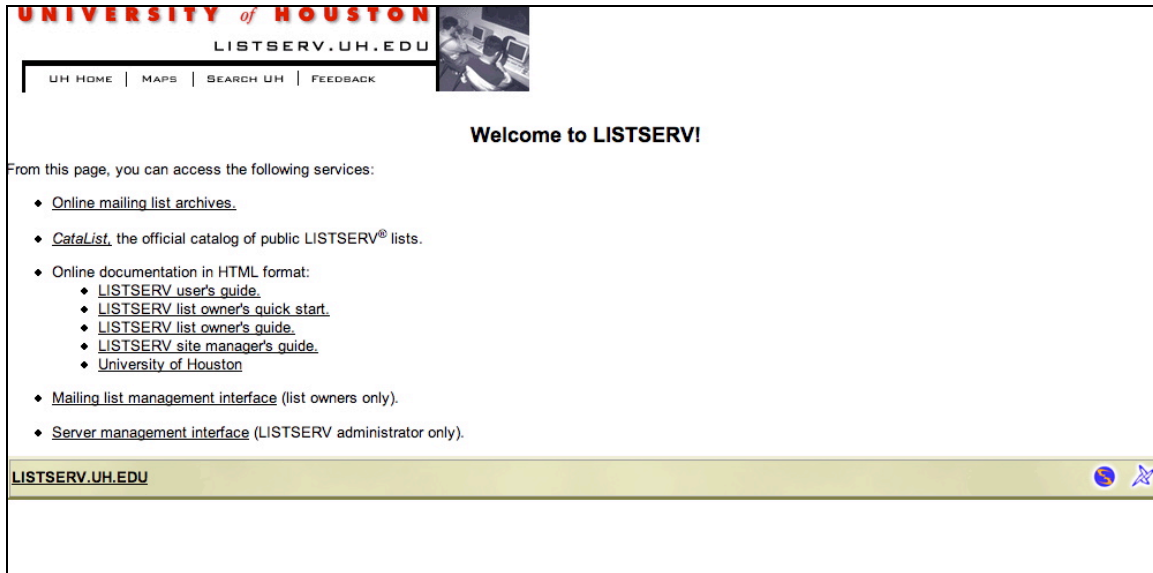 UNIVERSITY of HOUSTON
LISTSERV.UH.EDU
UH HOME | MAPS | SEARCH UH | FEEDBACK
Welcome to LISTSERV!
From this page, you can access the following services:
Online mailing list archives.
CataList, the official catalog of public LISTSERV® lists.
Online documentation in HTML format:
LISTSERV user's guide.
LISTSERV list owner's quick start.
LISTSERV list owner's guide.
LISTSERV site manager's guide.
University of Houston
Mailing list management interface (list owners only).
Server management interface (LISTSERV administrator only).
LISTSERV.UH.EDU